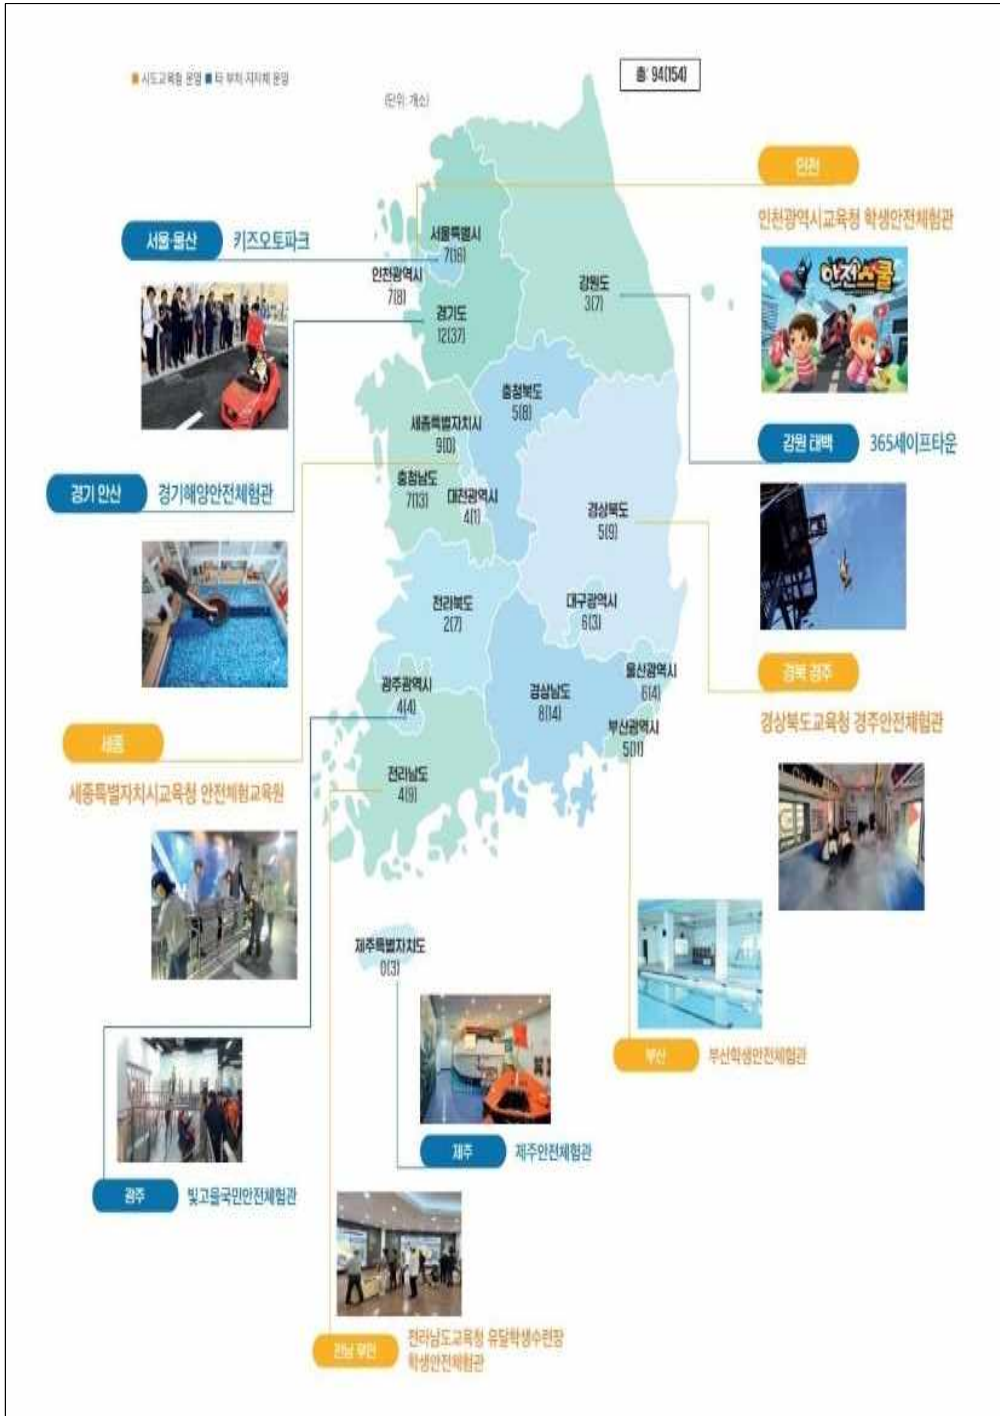 ■ 시도교육청 운영 ■ 타 부처·지자체 운영
총: 94(154)
(단위: 개소)
인천
인천광역시교육청 학생안전체험관
안전스쿨
서울·울산
키즈오토파크
서울특별시
7(16)
인천광역시
7(8)
경기도
12(37)
강원도
3(7)
충청북도
5(8)
세종특별자치시
9(0)
충청남도
7(13)
대전광역시
4(1)
강원 태백
365세이프타운
경기 안산
경기해양안전체험관
경상북도
5(9)
전라북도
2(7)
대구광역시
6(3)
광주광역시
4(4)
경상남도
8(14)
울산광역시
6(4)
부산광역시
5(11)
전라남도
4(9)
경북 경주
경상북도교육청 경주안전체험관
세종
세종특별자치시교육청 안전체험교육원
제주특별자치도
0(3)
부산
부산학생안전체험관
제주
제주안전체험관
광주
빛고을국민안전체험관
전남 무안
전라남도교육청 유달학생수련장
학생안전체험관